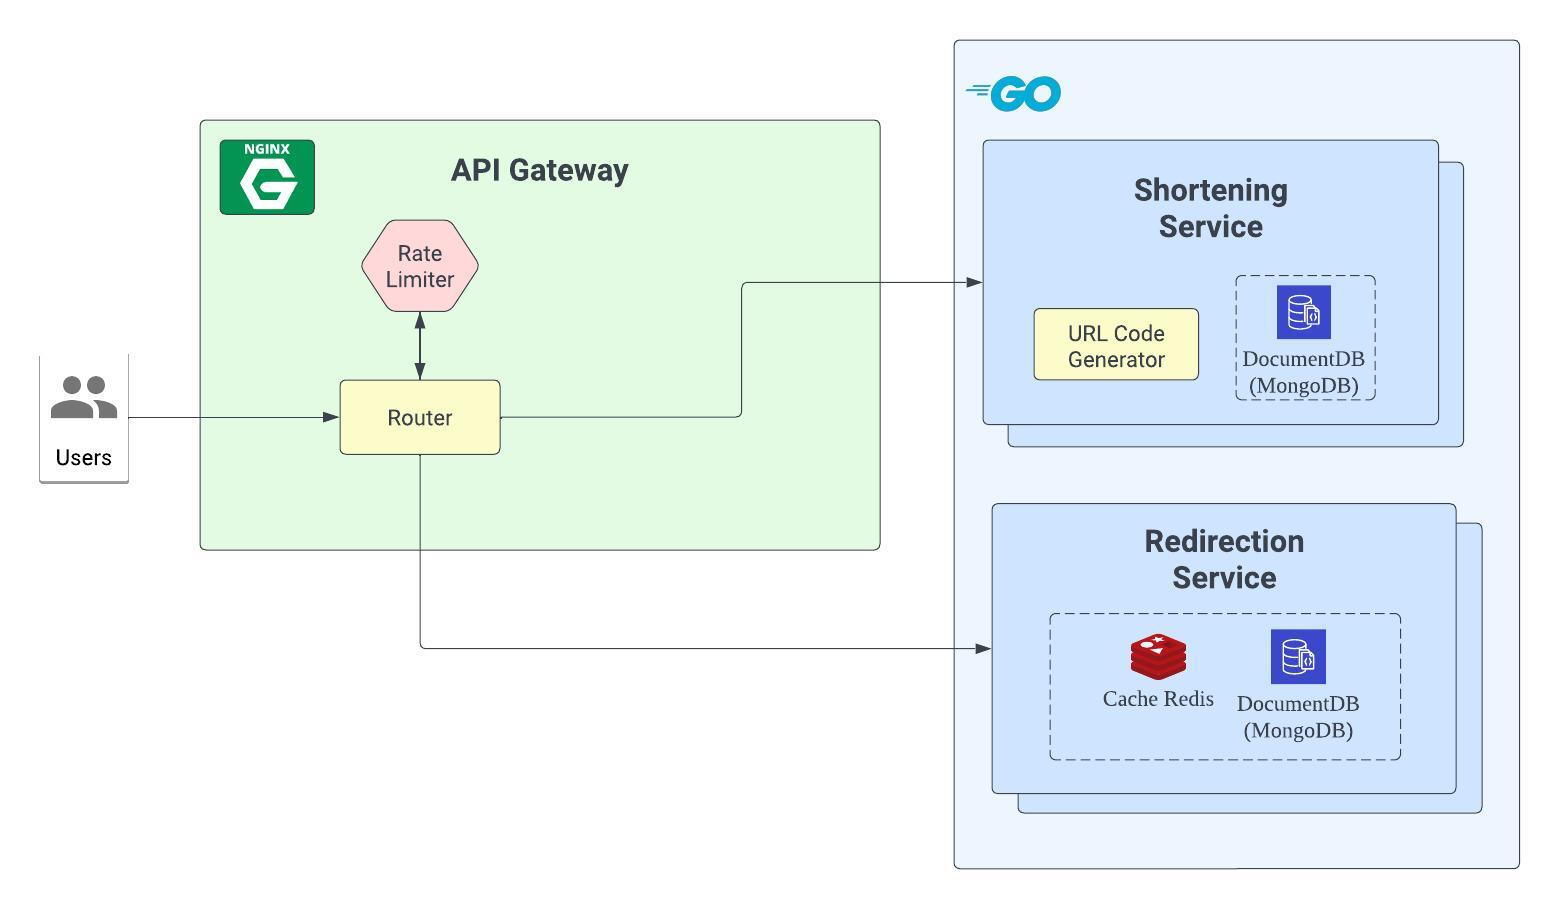 Users
NGINX
API Gateway
Rate
Limiter
Router
GO
Shortening
Service
URL Code
Generator
DocumentDB
(MongoDB)
Redirection
Service
Cache Redis
DocumentDB
(MongoDB)